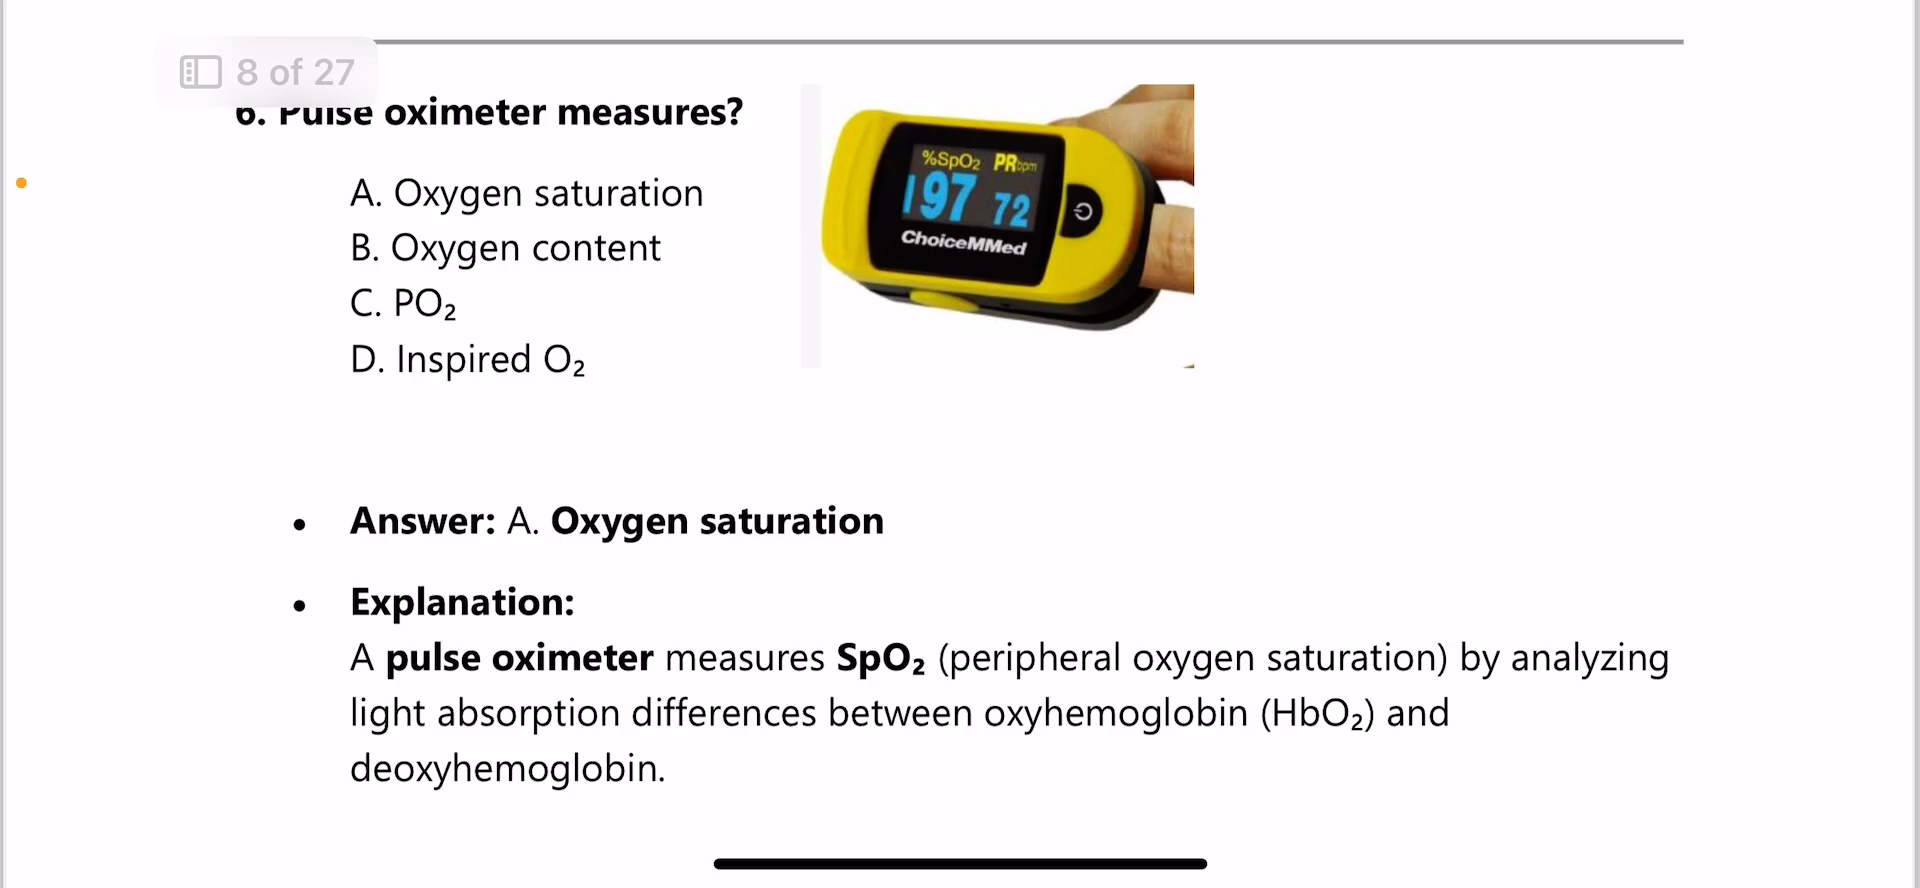 8 of 27
6. Pulse oximeter measures?
A. Oxygen saturation
B. Oxygen content
C. PO₂
D. Inspired O₂
%SpO₂ PRbpm
97 72
ChoiceMMed
• Answer: A. Oxygen saturation
• Explanation:
A pulse oximeter measures SpO₂ (peripheral oxygen saturation) by analyzing
light absorption differences between oxyhemoglobin (HbO₂) and
deoxyhemoglobin.